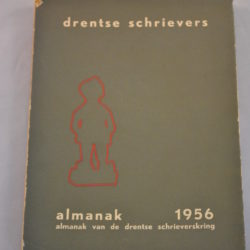 drentse schrievers
almanak 1956
almanak van de drentse schrieverskring